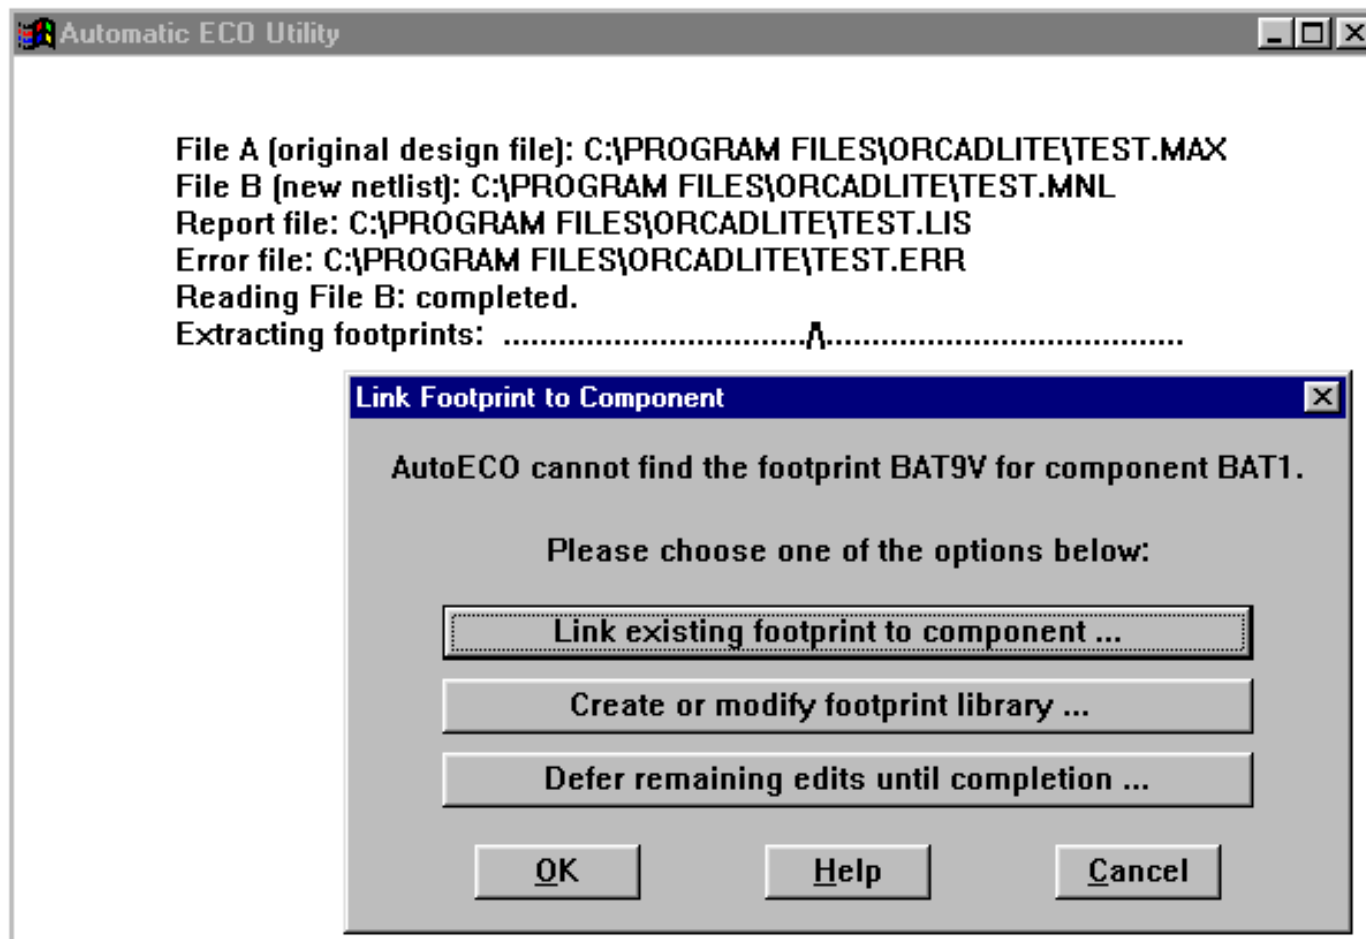 Automatic ECO Utility
File A (original design file): C:\PROGRAM FILES\ORCADLITE\TEST.MAX
File B (new netlist): C:\PROGRAM FILES\ORCADLITE\TEST.MNL
Report file: C:\PROGRAM FILES\ORCADLITE\TEST.LIS
Error file: C:\PROGRAM FILES\ORCADLITE\TEST.ERR
Reading File B: completed.
Extracting footprints: ................................./\.......................................
Link Footprint to Component
AutoECO cannot find the footprint BAT9V for component BAT1.
Please choose one of the options below:
Link existing footprint to component ...
Create or modify footprint library ...
Defer remaining edits until completion ...
OK Help Cancel